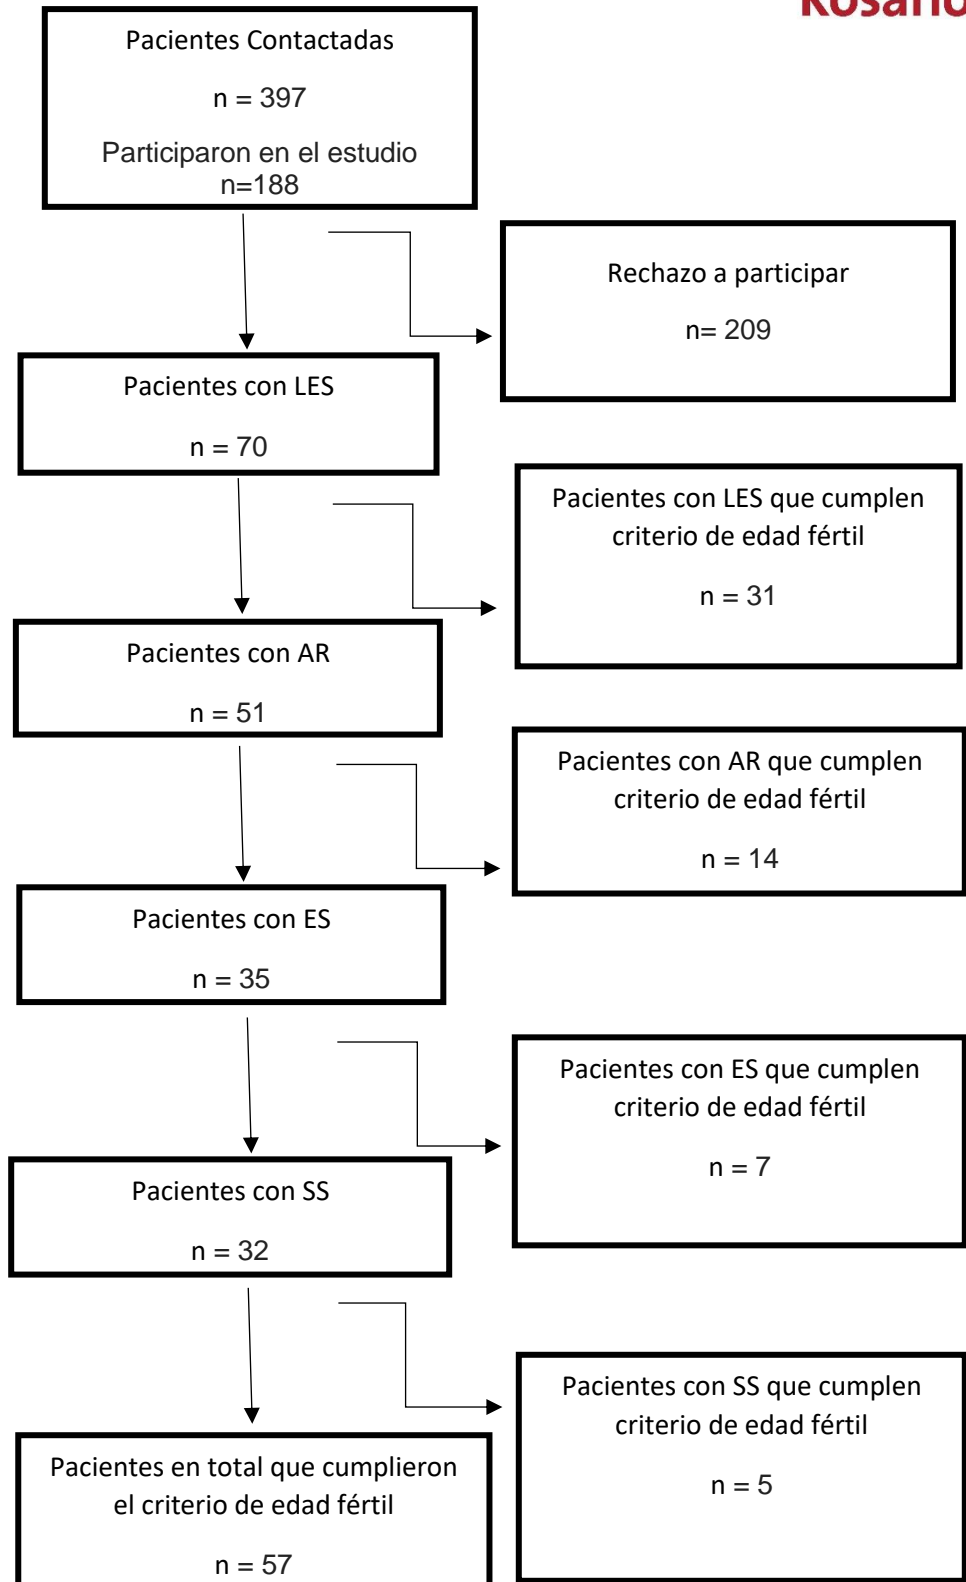 Rosario
Pacientes Contactadas
n = 397
Participaron en el estudio
n=188
Rechazo a participar
n= 209
Pacientes con LES
n = 70
Pacientes con LES que cumplen
criterio de edad fértil
n = 31
Pacientes con AR
n = 51
Pacientes con AR que cumplen
criterio de edad fértil
n = 14
Pacientes con ES
n = 35
Pacientes con ES que cumplen
criterio de edad fértil
n = 7
Pacientes con SS
n = 32
Pacientes con SS que cumplen
criterio de edad fértil
n = 5
Pacientes en total que cumplieron
el criterio de edad fértil
n = 57